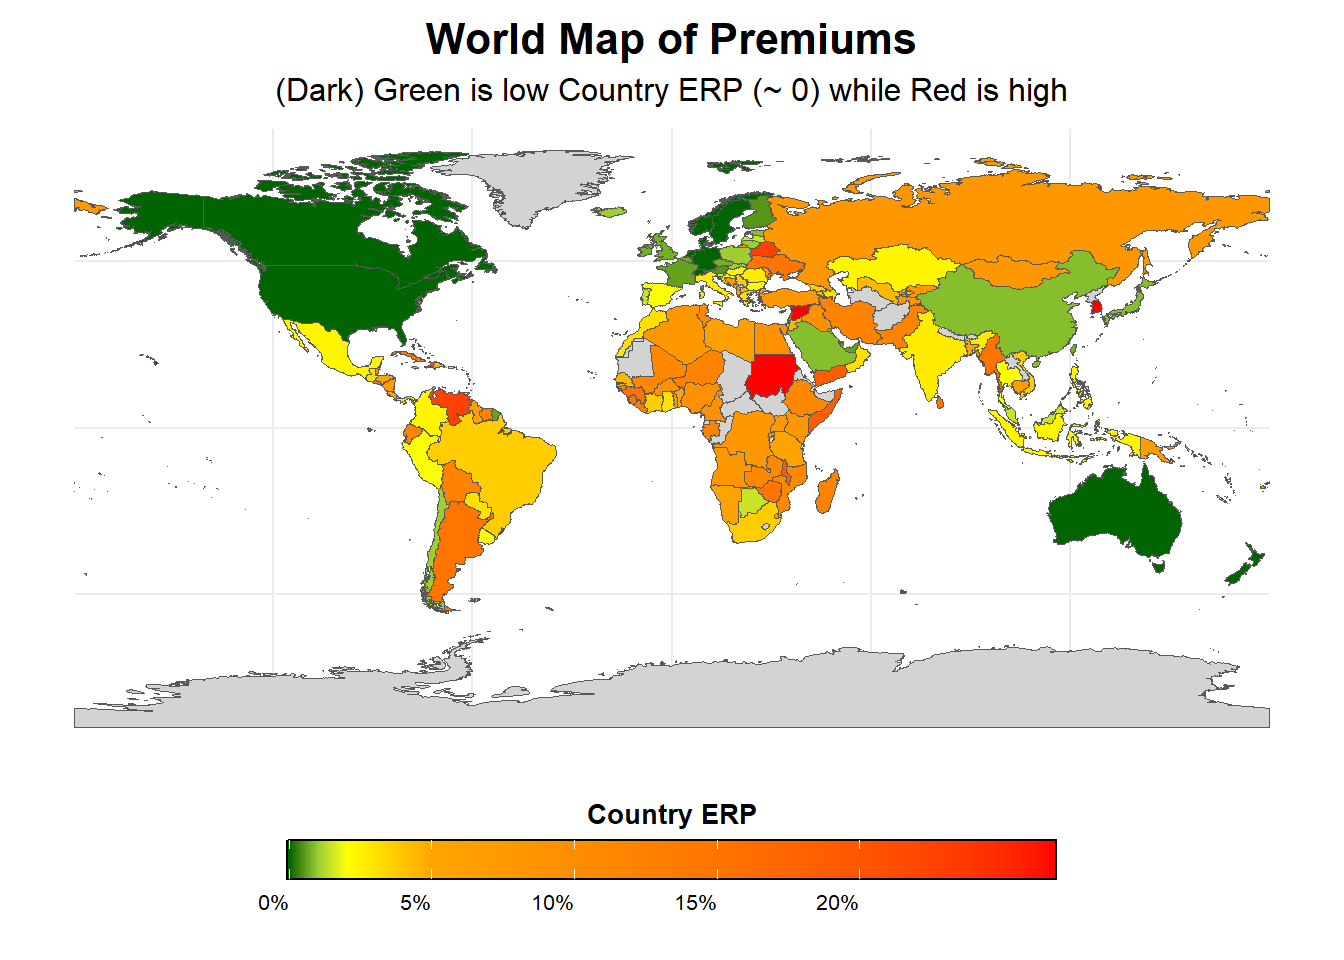 World Map of Premiums
(Dark) Green is low Country ERP (~ 0) while Red is high
Country ERP
0% 5% 10% 15% 20%